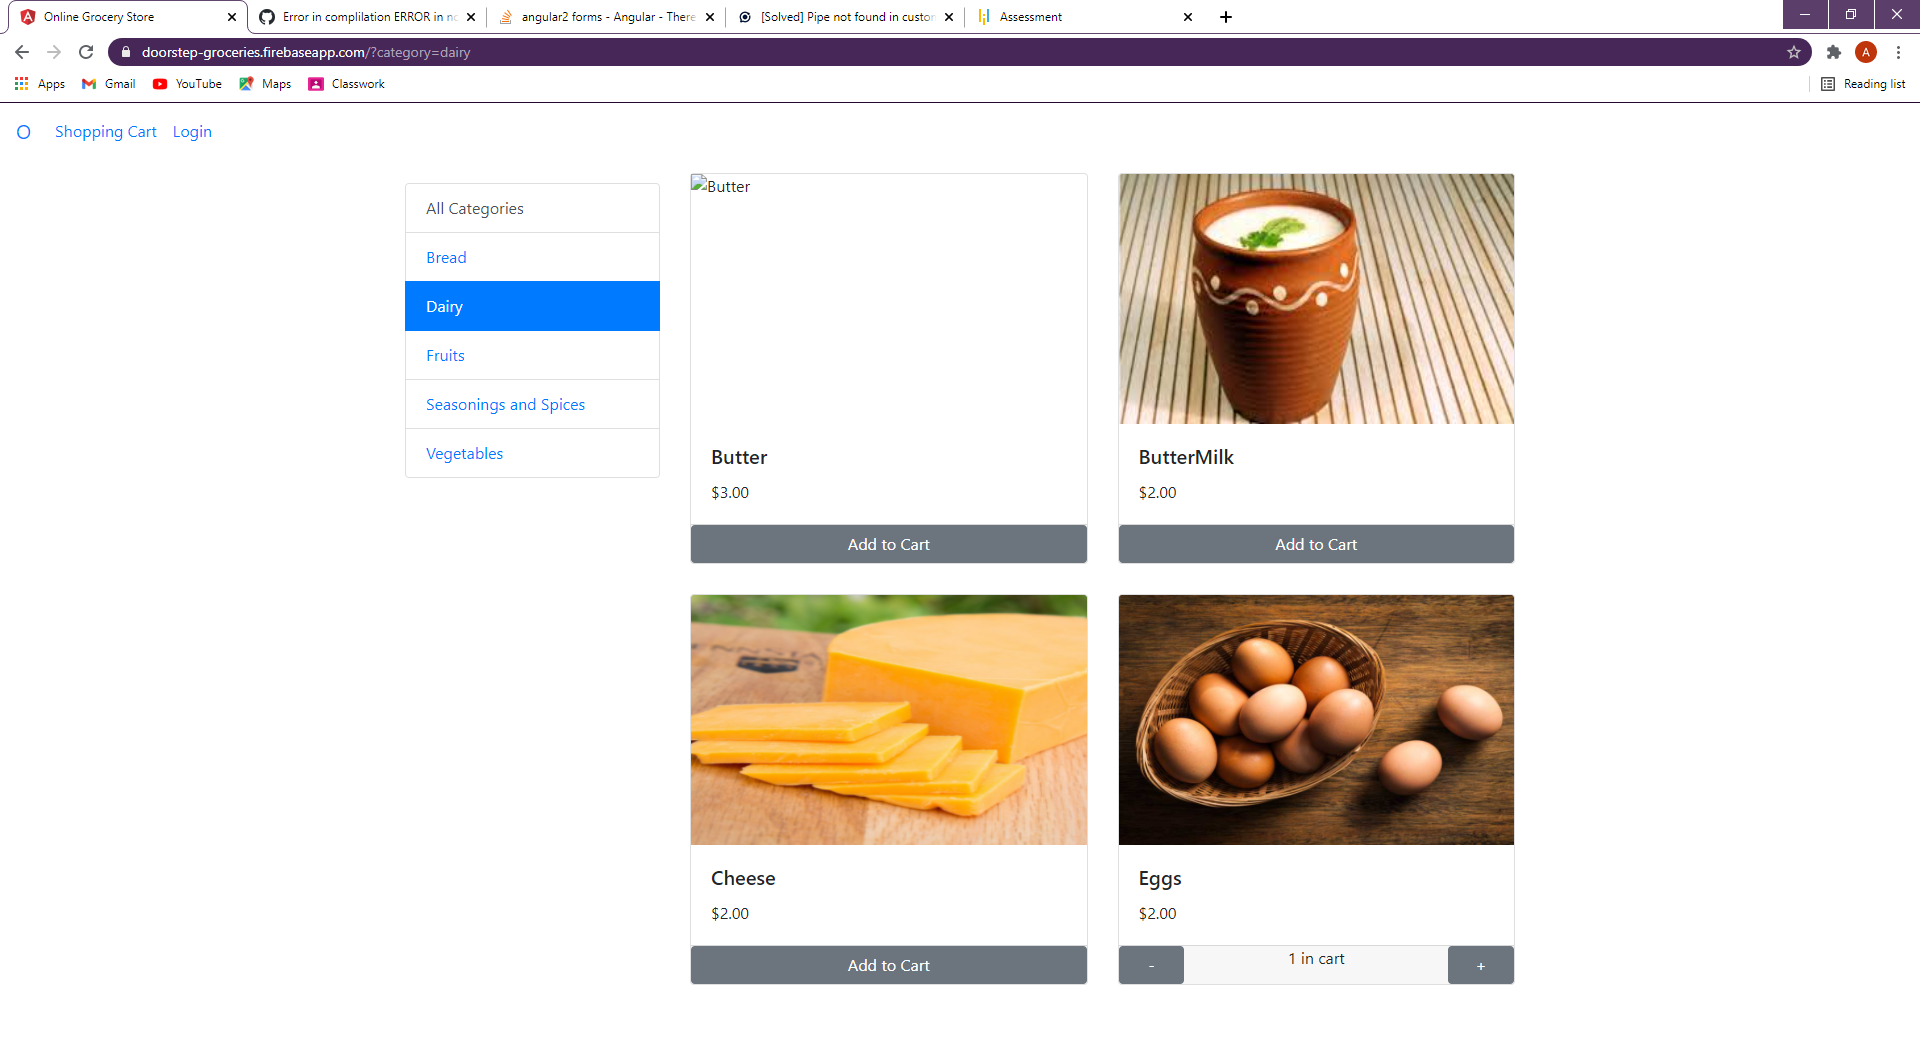 Online Grocery Store
Error in complilation ERROR in no
angular2 forms - Angular - There
[Solved] Pipe not found in custom
Assessment
doorstep-groceries.firebaseapp.com/?category=dairy
A
Apps
Gmail
YouTube
Maps
Classwork
Reading list
O
Shopping Cart
Login
All Categories
Bread
Dairy
Fruits
Seasonings and Spices
Vegetables
Butter
Butter
$3.00
Add to Cart
ButterMilk
$2.00
Add to Cart
Cheese
$2.00
Add to Cart
Eggs
$2.00
-
1 in cart
+